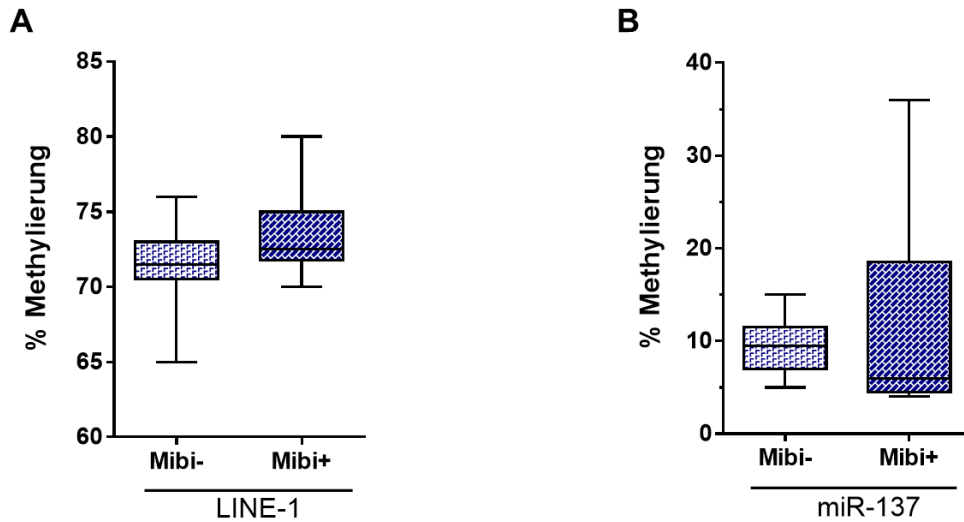 A
% Methylierung
85
80
75
70
65
60
Mibi-
Mibi+
LINE-1
B
% Methylierung
40
30
20
10
0
Mibi-
Mibi+
miR-137